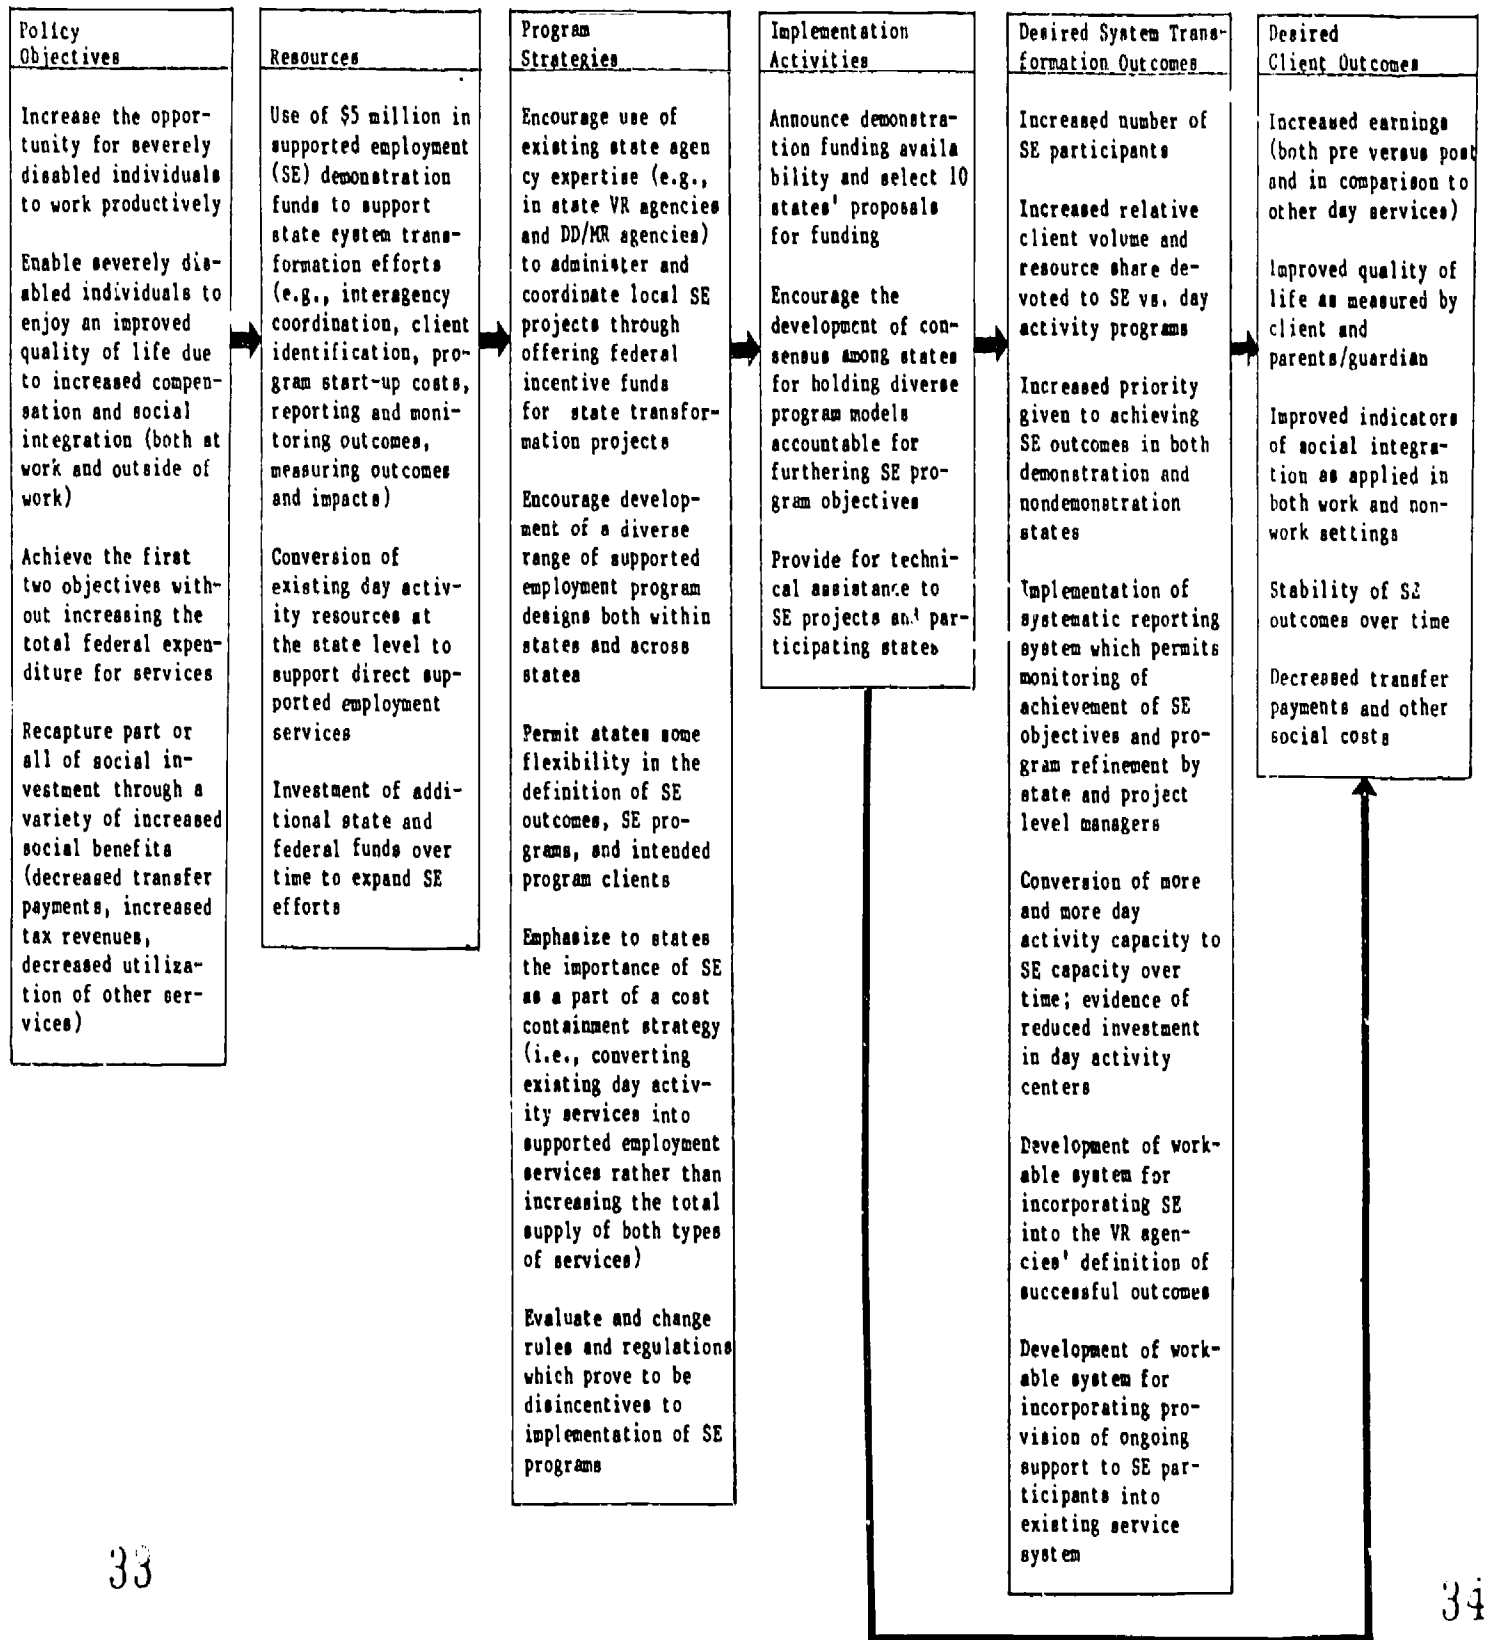 Policy
Objectives
Increase the oppor-
tunity for severely
disabled individuals
to work productively
Enable severely dis-
abled individuals to
enjoy an improved
quality of life due
to increased compen-
sation and social
integration (both at
work and outside of
work)
Achieve the first
two objectives with-
out increasing the
total federal expen-
diture for services
Recapture part or
all of social in-
vestment through a
variety of increased
social benefits
(decreased transfer
payments, increased
tax revenues,
decreased utiliza-
tion of other ser-
vices)
Resources
Use of $5 million in
supported employment
(SE) demonstration
funds to support
state system trans-
formation efforts
(e.g., interagency
coordination, client
identification, pro-
gram start-up costs,
reporting and moni-
toring outcomes,
measuring outcomes
and impacts)
Conversion of
existing day activ-
ity resources at
the state level to
support direct sup-
ported employment
services
Investment of addi-
tional state and
federal funds over
time to expand SE
efforts
Program
Strategies
Encourage use of
existing state agen
cy expertise (e.g.,
in state VR agencies
and DD/MR agencies)
to administer and
coordinate local SE
projects through
offering federal
incentive funds
for state transfor-
mation projects
Encourage develop-
ment of a diverse
range of supported
employment program
designs both within
states and across
states
Permit states some
flexibility in the
definition of SE
outcomes, SE pro-
grams, and intended
program clients
Emphasize to states
the importance of SE
as a part of a cost
containment strategy
(i.e., converting
existing day activ-
ity services into
supported employment
services rather than
increasing the total
supply of both types
of services)
Evaluate and change
rules and regulations
which prove to be
disincentives to
implementation of SE
programs
Implementation
Activities
Announce demonstra-
tion funding availa
bility and select 10
states' proposals
for funding
Encourage the
development of con-
sensus among states
for holding diverse
program models
accountable for
furthering SE pro-
gram objectives
Provide for techni-
cal assistance to
SE projects and par-
ticipating states
Desired System Trans-
formation Outcomes
Increased number of
SE participants
Increased relative
client volume and
resource share de-
voted to SE vs. day
activity programs
Increased priority
given to achieving
SE outcomes in both
demonstration and
nondemonstration
states
Implementation of
systematic reporting
system which permits
monitoring of
achievement of SE
objectives and pro-
gram refinement by
state and project
level managers
Conversion of more
and more day
activity capacity to
SE capacity over
time; evidence of
reduced investment
in day activity
centers
Development of work-
able system for
incorporating SE
into the VR agen-
cies' definition of
successful outcomes
Development of work-
able system for
incorporating pro-
vision of ongoing
support to SE par-
ticipants into
existing service
system
Desired
Client Outcomes
Increased earnings
(both pre versus post
and in comparison to
other day services)
Improved quality of
life as measured by
client and
parents/guardian
Improved indicators
of social integra-
tion as applied in
both work and non-
work settings
Stability of SE
outcomes over time
Decreased transfer
payments and other
social costs
33
34